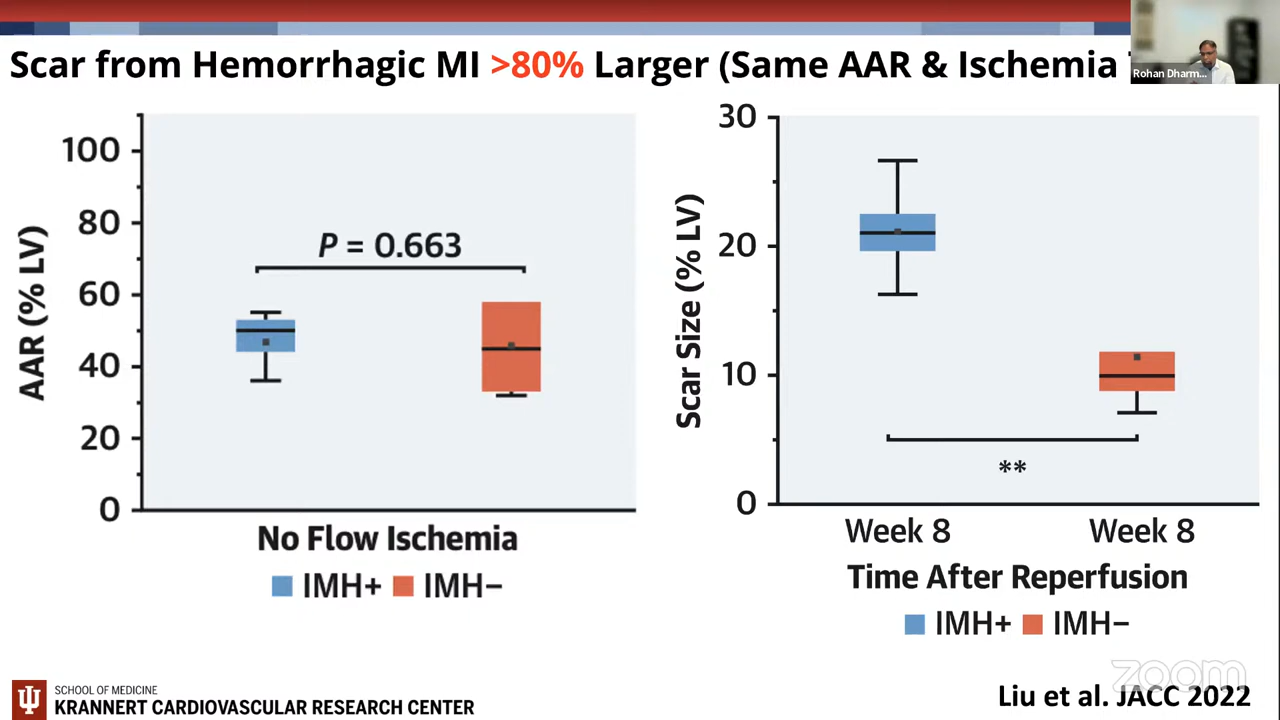 Scar from Hemorrhagic MI >80% Larger (Same AAR & Ischemia
Rohan Dharm...
100
80
60
40
20
0
AAR (% LV)
P = 0.663
No Flow Ischemia
IMH+ IMH−
30
20
10
0
Scar Size (% LV)
**
Week 8 Week 8
Time After Reperfusion
IMH+ IMH−
zoom
SCHOOL OF MEDICINE
KRANNERT CARDIOVASCULAR RESEARCH CENTER
Liu et al. JACC 2022